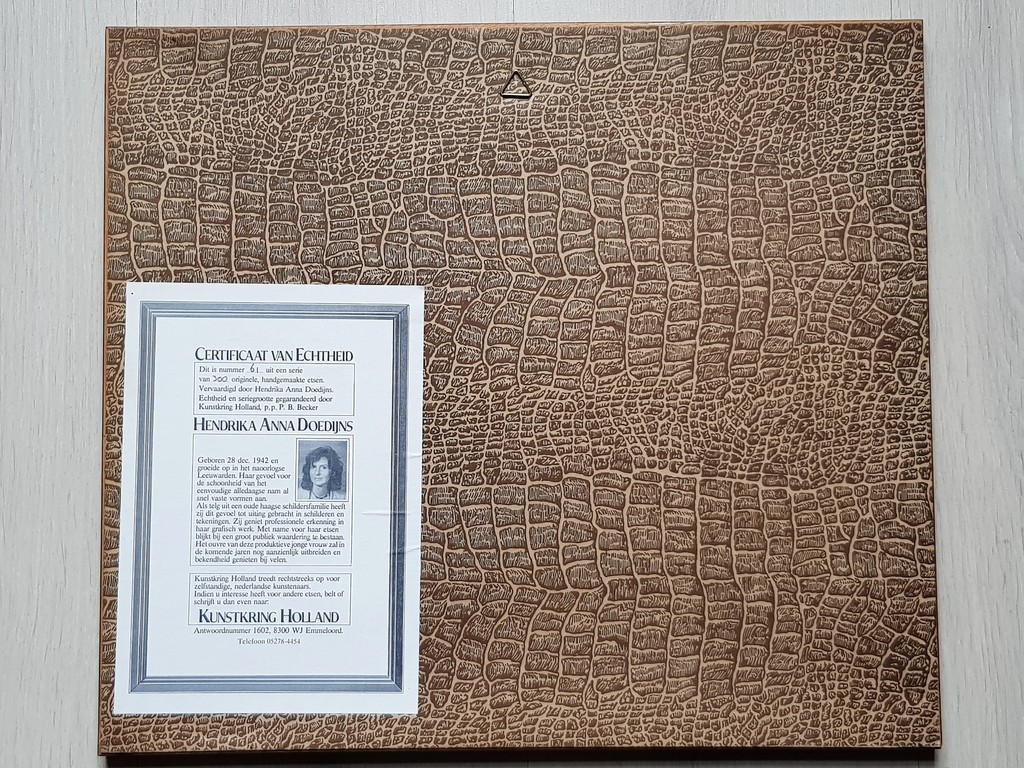 CERTIFICAAT VAN ECHTHEID
Dit is nummer 61 uit een serie
van 300 originele, handgemaakte etsen.
Vervaardigd door Hendrika Anna Doedijns.
Echtheid en seriegrootte gegarandeerd door
Kunstkring Holland, p.p. P. B. Becker
HENDRIKA ANNA DOEDIJNS
Geboren 28 dec. 1942 en
groeide op in het naoorlogse
Leeuwarden. Haar gevoel voor
de schoonheid van het
eenvoudige alledaagse nam al
snel vaste vormen aan.
Als telg uit een oude haagse schildersfamilie heeft
zij dit gevoel tot uiting gebracht in schilderen en
tekeningen. Zij geniet professionele erkenning in
haar grafisch werk. Met name voor haar etsen
blijkt bij een groot publiek waardering te bestaan.
Het ouvre van deze produktieve jonge vrouw zal in
de komende jaren nog aanzienlijk uitbreiden en
bekendheid genieten bij velen.
Kunstkring Holland treedt rechtstreeks op voor
zelfstandige, nederlandse kunstenaars.
Indien u interesse heeft voor andere etsen, belt of
schrijft u dan even naar:
KUNSTKRING HOLLAND
Antwoordnummer 1602, 8300 WJ Emmeloord.
Telefoon 05278-4454